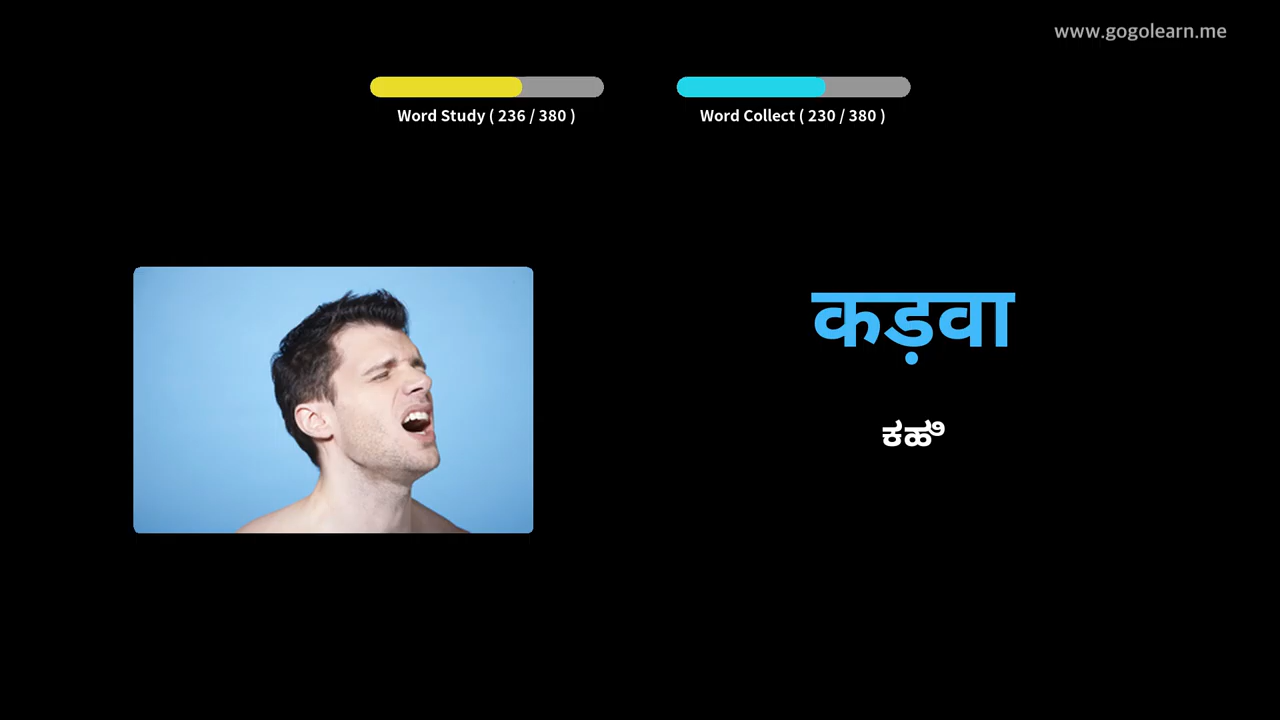 www.gogolearn.me
Word Study ( 236 / 380 )
Word Collect ( 230 / 380 )
कड़वा
ಕಹಿ